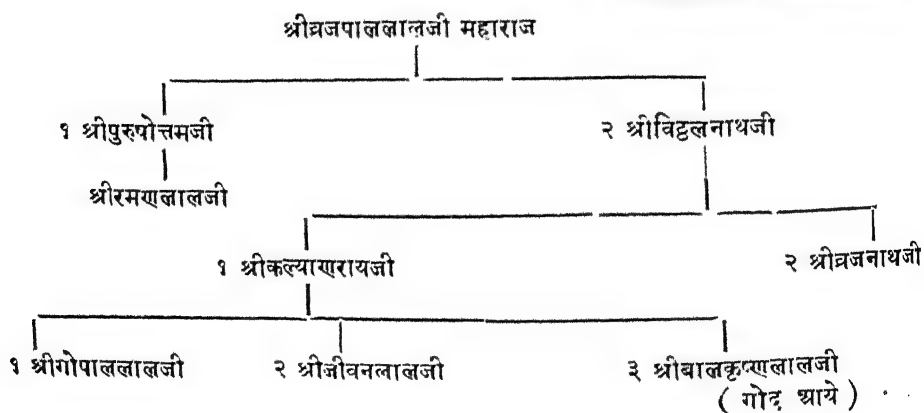 श्रीव्रजपाललालजी महाराज
१ श्रीपुरुषोत्तमजी २ श्रीविट्ठलनाथजी
श्रीरमणलालजी
१ श्रीकल्याणरायजी २ श्रीव्रजनाथजी
१ श्रीगोपाललालजी २ श्रीजीवनलालजी ३ श्रीबालकृष्णलालजी
( गोद आये )